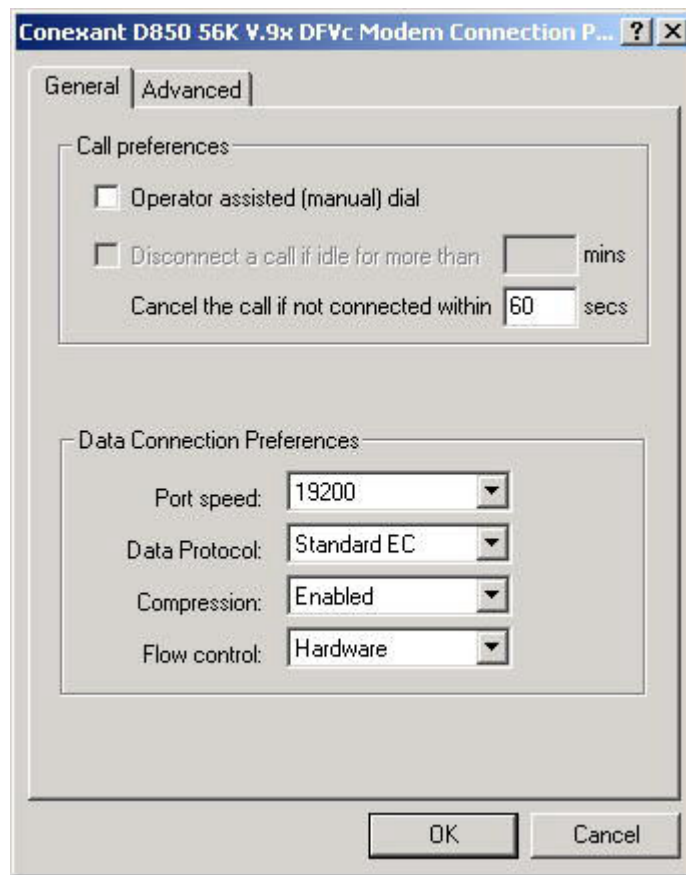 Conexant D850 56K V.9x DFVc Modem Connection P... ? X
General Advanced
Call preferences
Operator assisted (manual) dial
Disconnect a call if idle for more than mins
Cancel the call if not connected within 60 secs
Data Connection Preferences
Port speed: 19200
Data Protocol: Standard EC
Compression: Enabled
Flow control: Hardware
OK Cancel